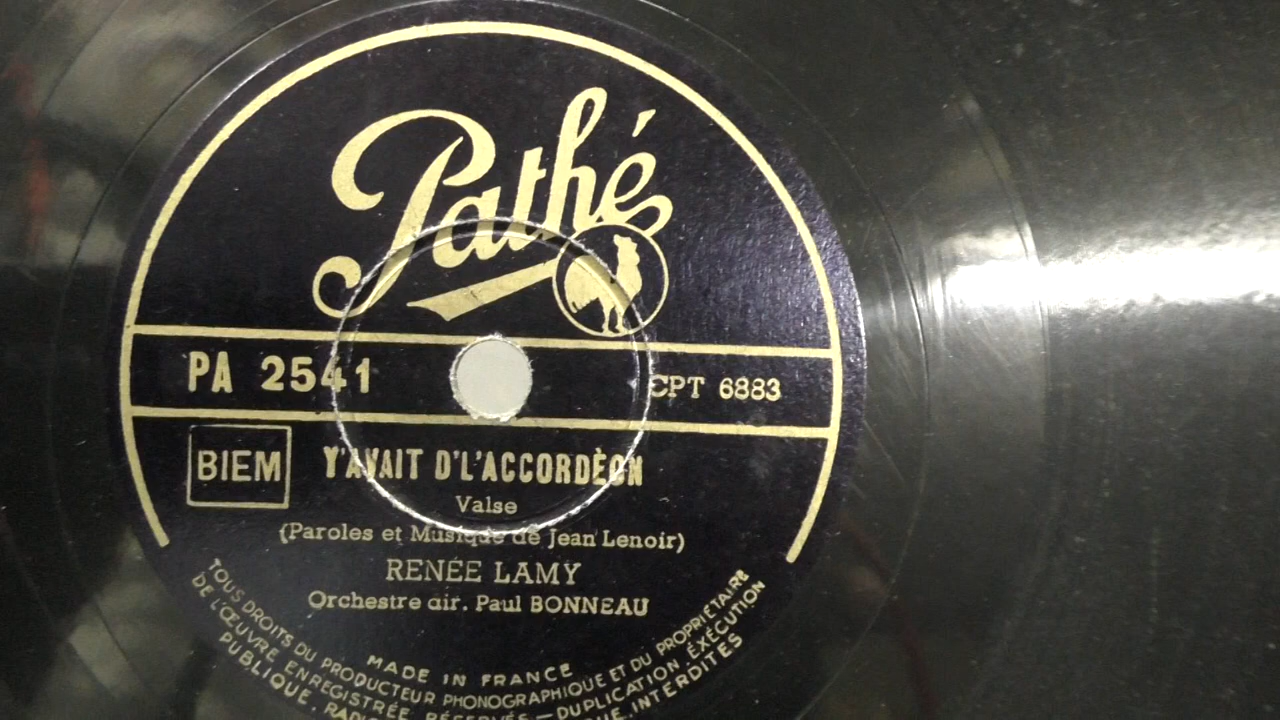 Pathé
PA 2541
CPT 6883
BIEM
Y'AVAIT D'L'ACCORDÈON
Valse
(Paroles et Musique de Jean Lenoir)
RENÉE LAMY
Orchestre dir. Paul BONNEAU
MADE IN FRANCE
TOUS DROITS DU PRODUCTEUR PHONOGRAPHIQUE ET DU PROPRIÉTAIRE
DE L'ŒUVRE ENREGISTRÉE RÉSERVÉS — DUPLICATION ÉXÉCUTION
PUBLIQUE, INTERDITES